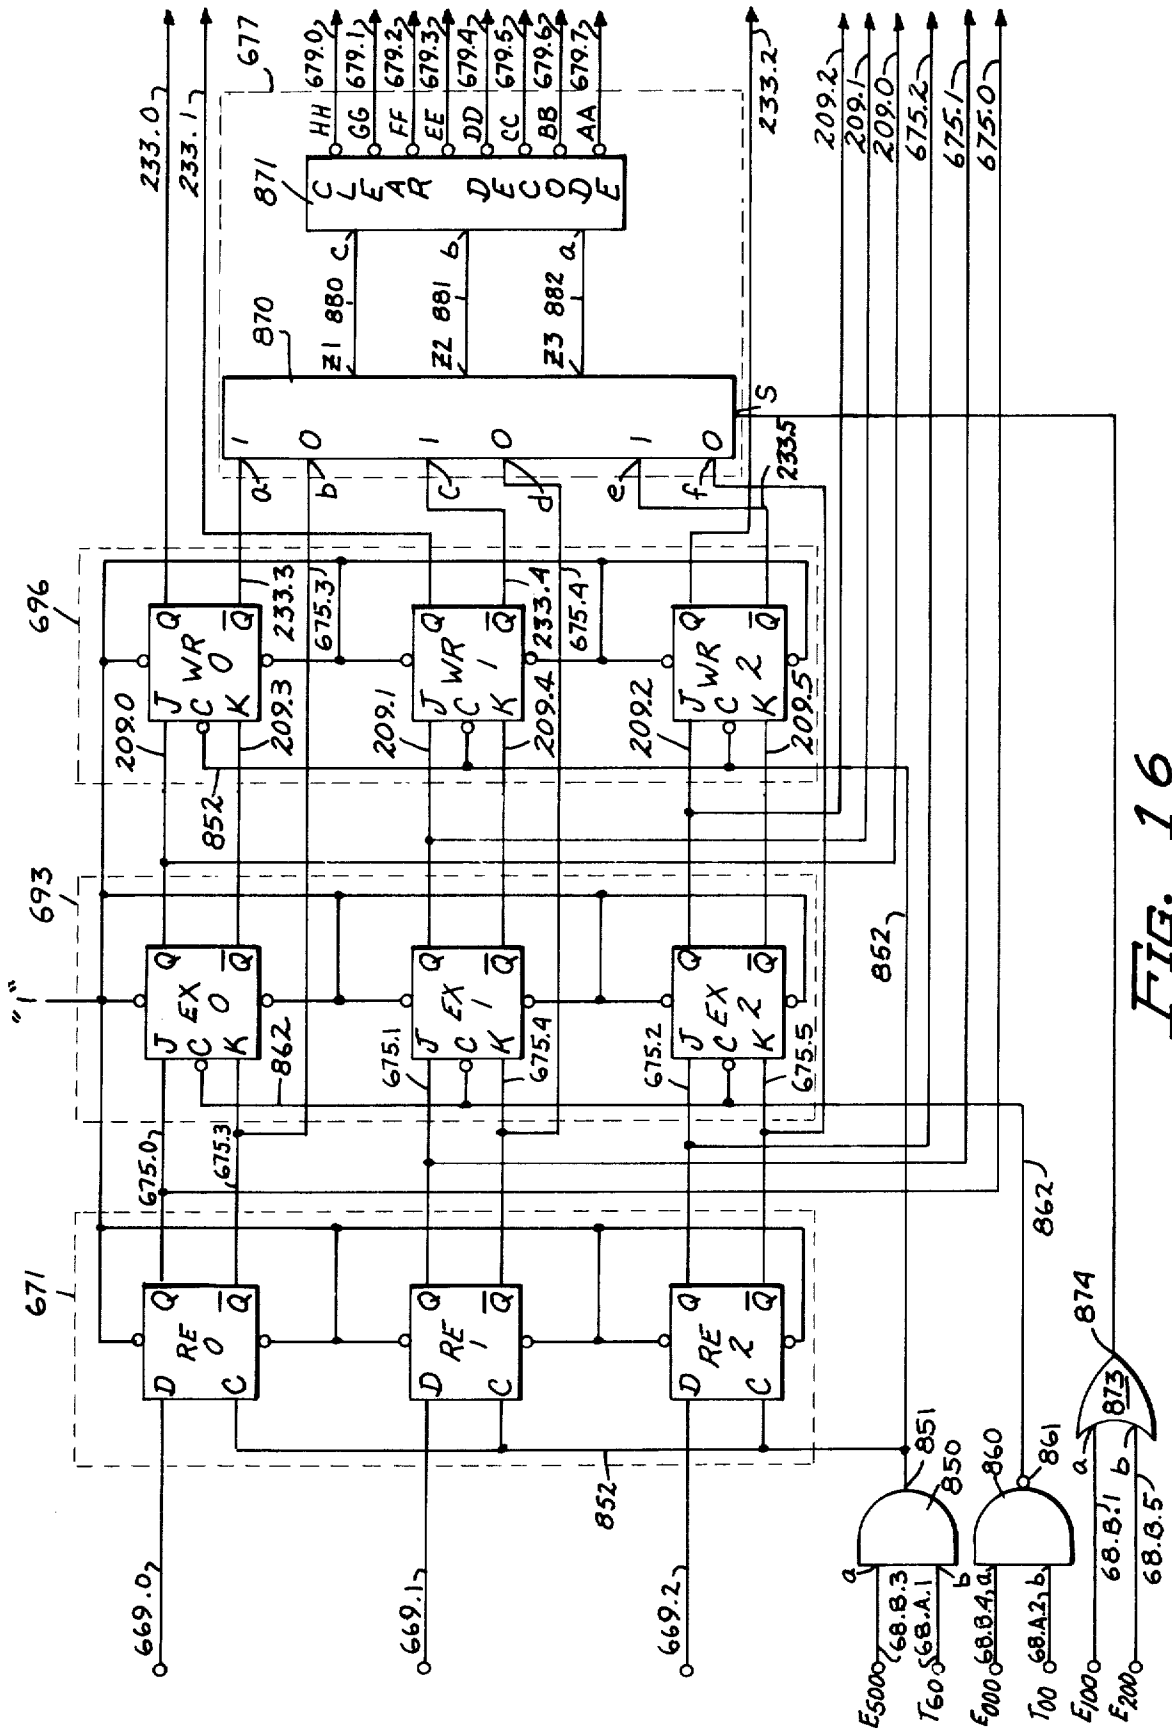 "1"
671
693
696
677
669.0
D
C
RE
0
Q
Q̅
675.0
675.3
J
C
K
EX
0
Q
Q̅
862
209.0
209.3
852
J
C
K
WR
0
Q
Q̅
233.3
675.3
233.0
233.1
669.1
D
C
RE
1
Q
Q̅
675.1
675.4
J
C
K
EX
1
Q
Q̅
209.1
209.4
J
C
K
WR
1
Q
Q̅
233.4
675.4
669.2
D
C
RE
2
Q
Q̅
852
675.2
675.5
J
C
K
EX
2
Q
Q̅
209.2
209.5
J
C
K
WR
2
Q
Q̅
233.5
233.2
870
a 1
b 0
c 1
d 0
e 1
f 0
S
Z1 880 c
Z2 881 b
Z3 882 a
871
CLEAR DECODE
HH 679.0
GG 679.1
FF 679.2
EE 679.3
DD 679.4
CC 679.5
BB 679.6
AA 679.7
209.2
209.1
209.0
675.2
675.1
675.0
E500 68.B.3 a
T60 68.A.1 b
850
851
852
E000 68.B.4 a
T00 68.A.2 b
860
861
862
E100 68.B.1 a
E200 68.B.5 b
873
874
FIG. 16